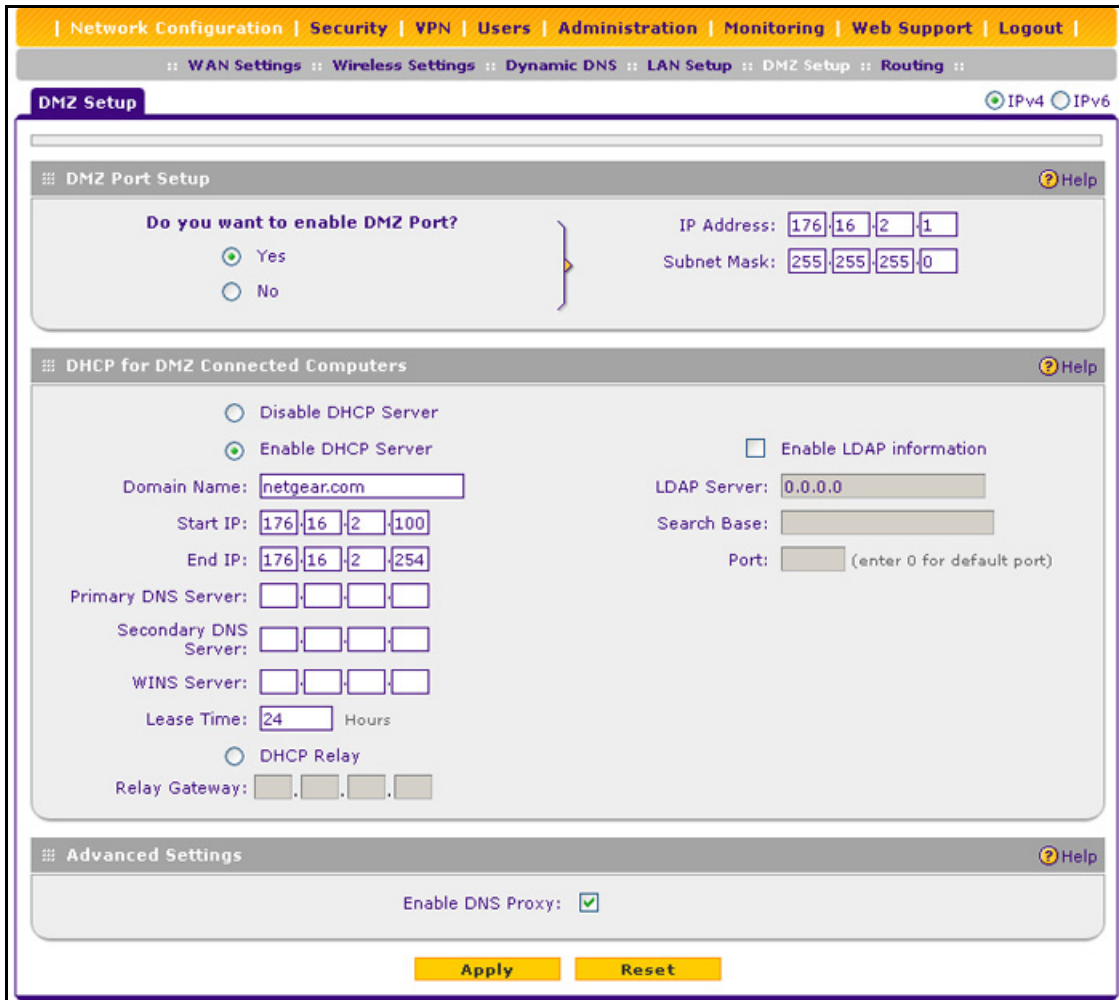 | Network Configuration | Security | VPN | Users | Administration | Monitoring | Web Support | Logout |
:: WAN Settings :: Wireless Settings :: Dynamic DNS :: LAN Setup :: DMZ Setup :: Routing ::
DMZ Setup
IPv4 IPv6
DMZ Port Setup
? Help
Do you want to enable DMZ Port?
Yes
No
IP Address: 176.16.2.1
Subnet Mask: 255.255.255.0
DHCP for DMZ Connected Computers
? Help
Disable DHCP Server
Enable DHCP Server
Domain Name: netgear.com
Start IP: 176.16.2.100
End IP: 176.16.2.254
Primary DNS Server: . . .
Secondary DNS
Server: . . .
WINS Server: . . .
Lease Time: 24 Hours
DHCP Relay
Relay Gateway: . . .
Enable LDAP information
LDAP Server: 0.0.0.0
Search Base:
Port: (enter 0 for default port)
Advanced Settings
? Help
Enable DNS Proxy:
Apply
Reset